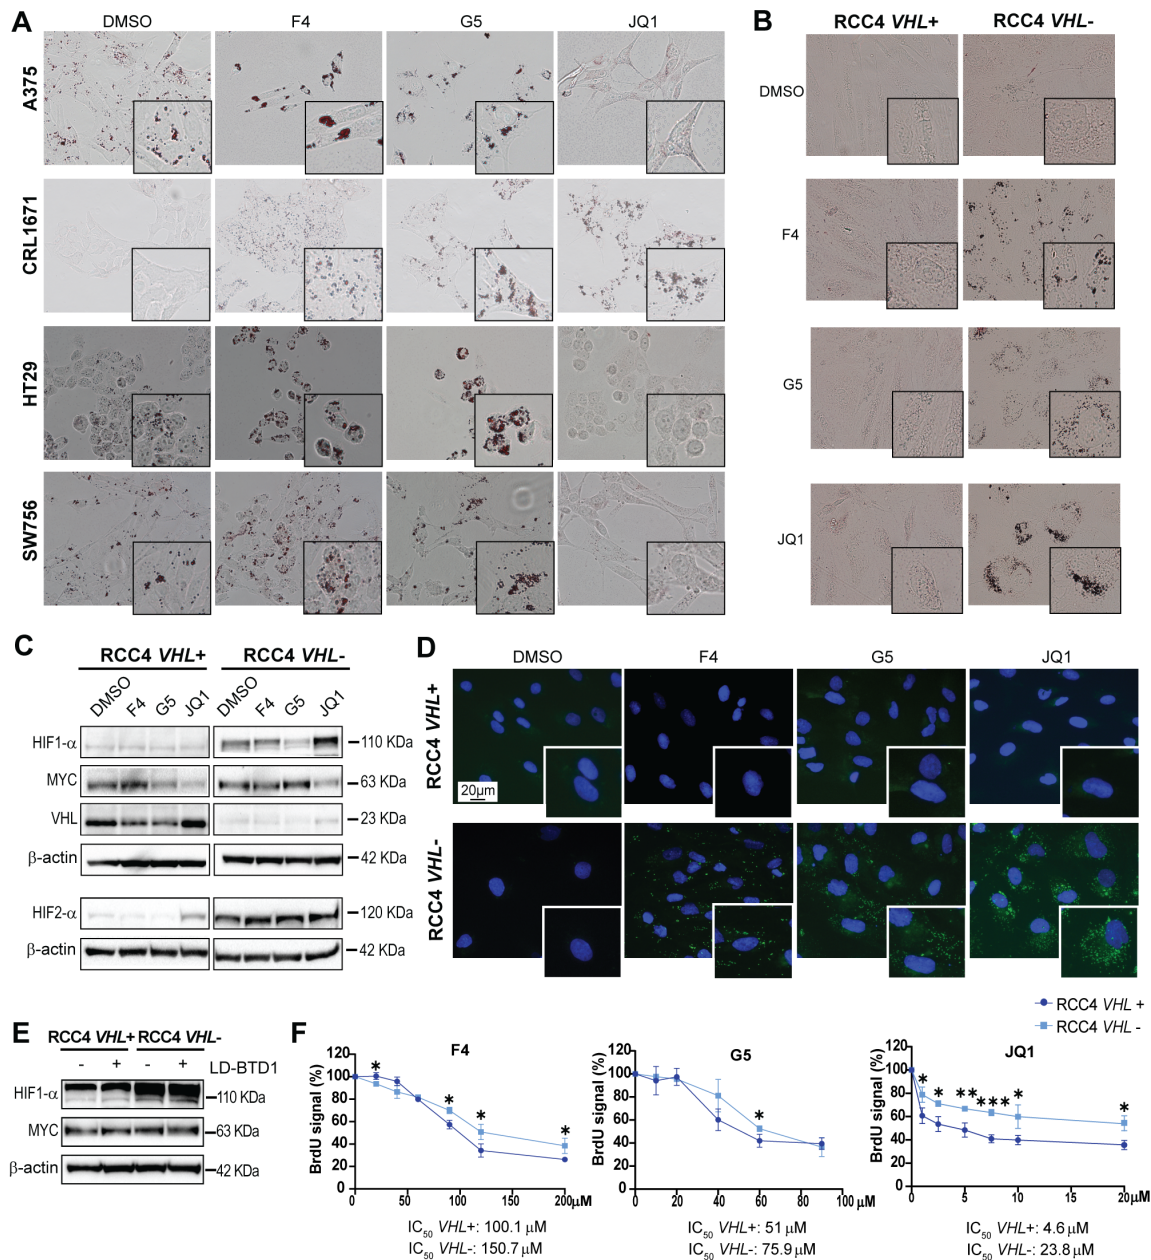 A
DMSO F4 G5 JQ1
A375
CRL1671
HT29
SW756
B
RCC4 VHL+ RCC4 VHL-
DMSO
F4
G5
JQ1
C
RCC4 VHL+ RCC4 VHL-
DMSO F4 G5 JQ1 DMSO F4 G5 JQ1
HIF1-α 110 KDa
MYC 63 KDa
VHL 23 KDa
β-actin 42 KDa
HIF2-α 120 KDa
β-actin 42 KDa
D
DMSO F4 G5 JQ1
RCC4 VHL+
20µm
RCC4 VHL-
E
RCC4 VHL+ RCC4 VHL-
- + - + LD-BTD1
HIF1-α 110 KDa
MYC 63 KDa
β-actin 42 KDa
F
RCC4 VHL +
RCC4 VHL -
F4
BrdU signal (%)
120
100
80
60
40
20
0
* * * *
0 50 100 150 200 µM
IC50 VHL+: 100.1 µM
IC50 VHL-: 150.7 µM
G5
BrdU signal (%)
120
100
80
60
40
20
0
*
0 20 40 60 80 100 µM
IC50 VHL+: 51 µM
IC50 VHL-: 75.9 µM
JQ1
BrdU signal (%)
120
100
80
60
40
20
0
* * ** *** * *
0 5 10 15 20 µM
IC50 VHL+: 4.6 µM
IC50 VHL-: 23.8 µM